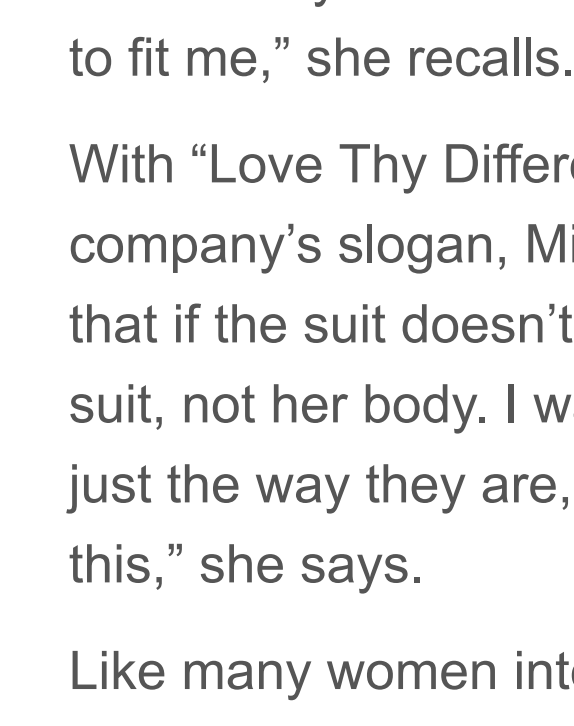 to fit me,” she recalls.
With “Love Thy
company’s slogan,
that if the suit doesn’t
suit, not her body. I
just the way they are,
this,” she says.
Like many women